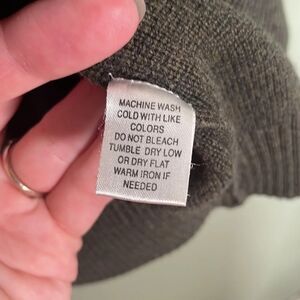 MACHINE WASH
COLD WITH LIKE
COLORS
DO NOT BLEACH
TUMBLE DRY LOW
OR DRY FLAT
WARM IRON IF
NEEDED